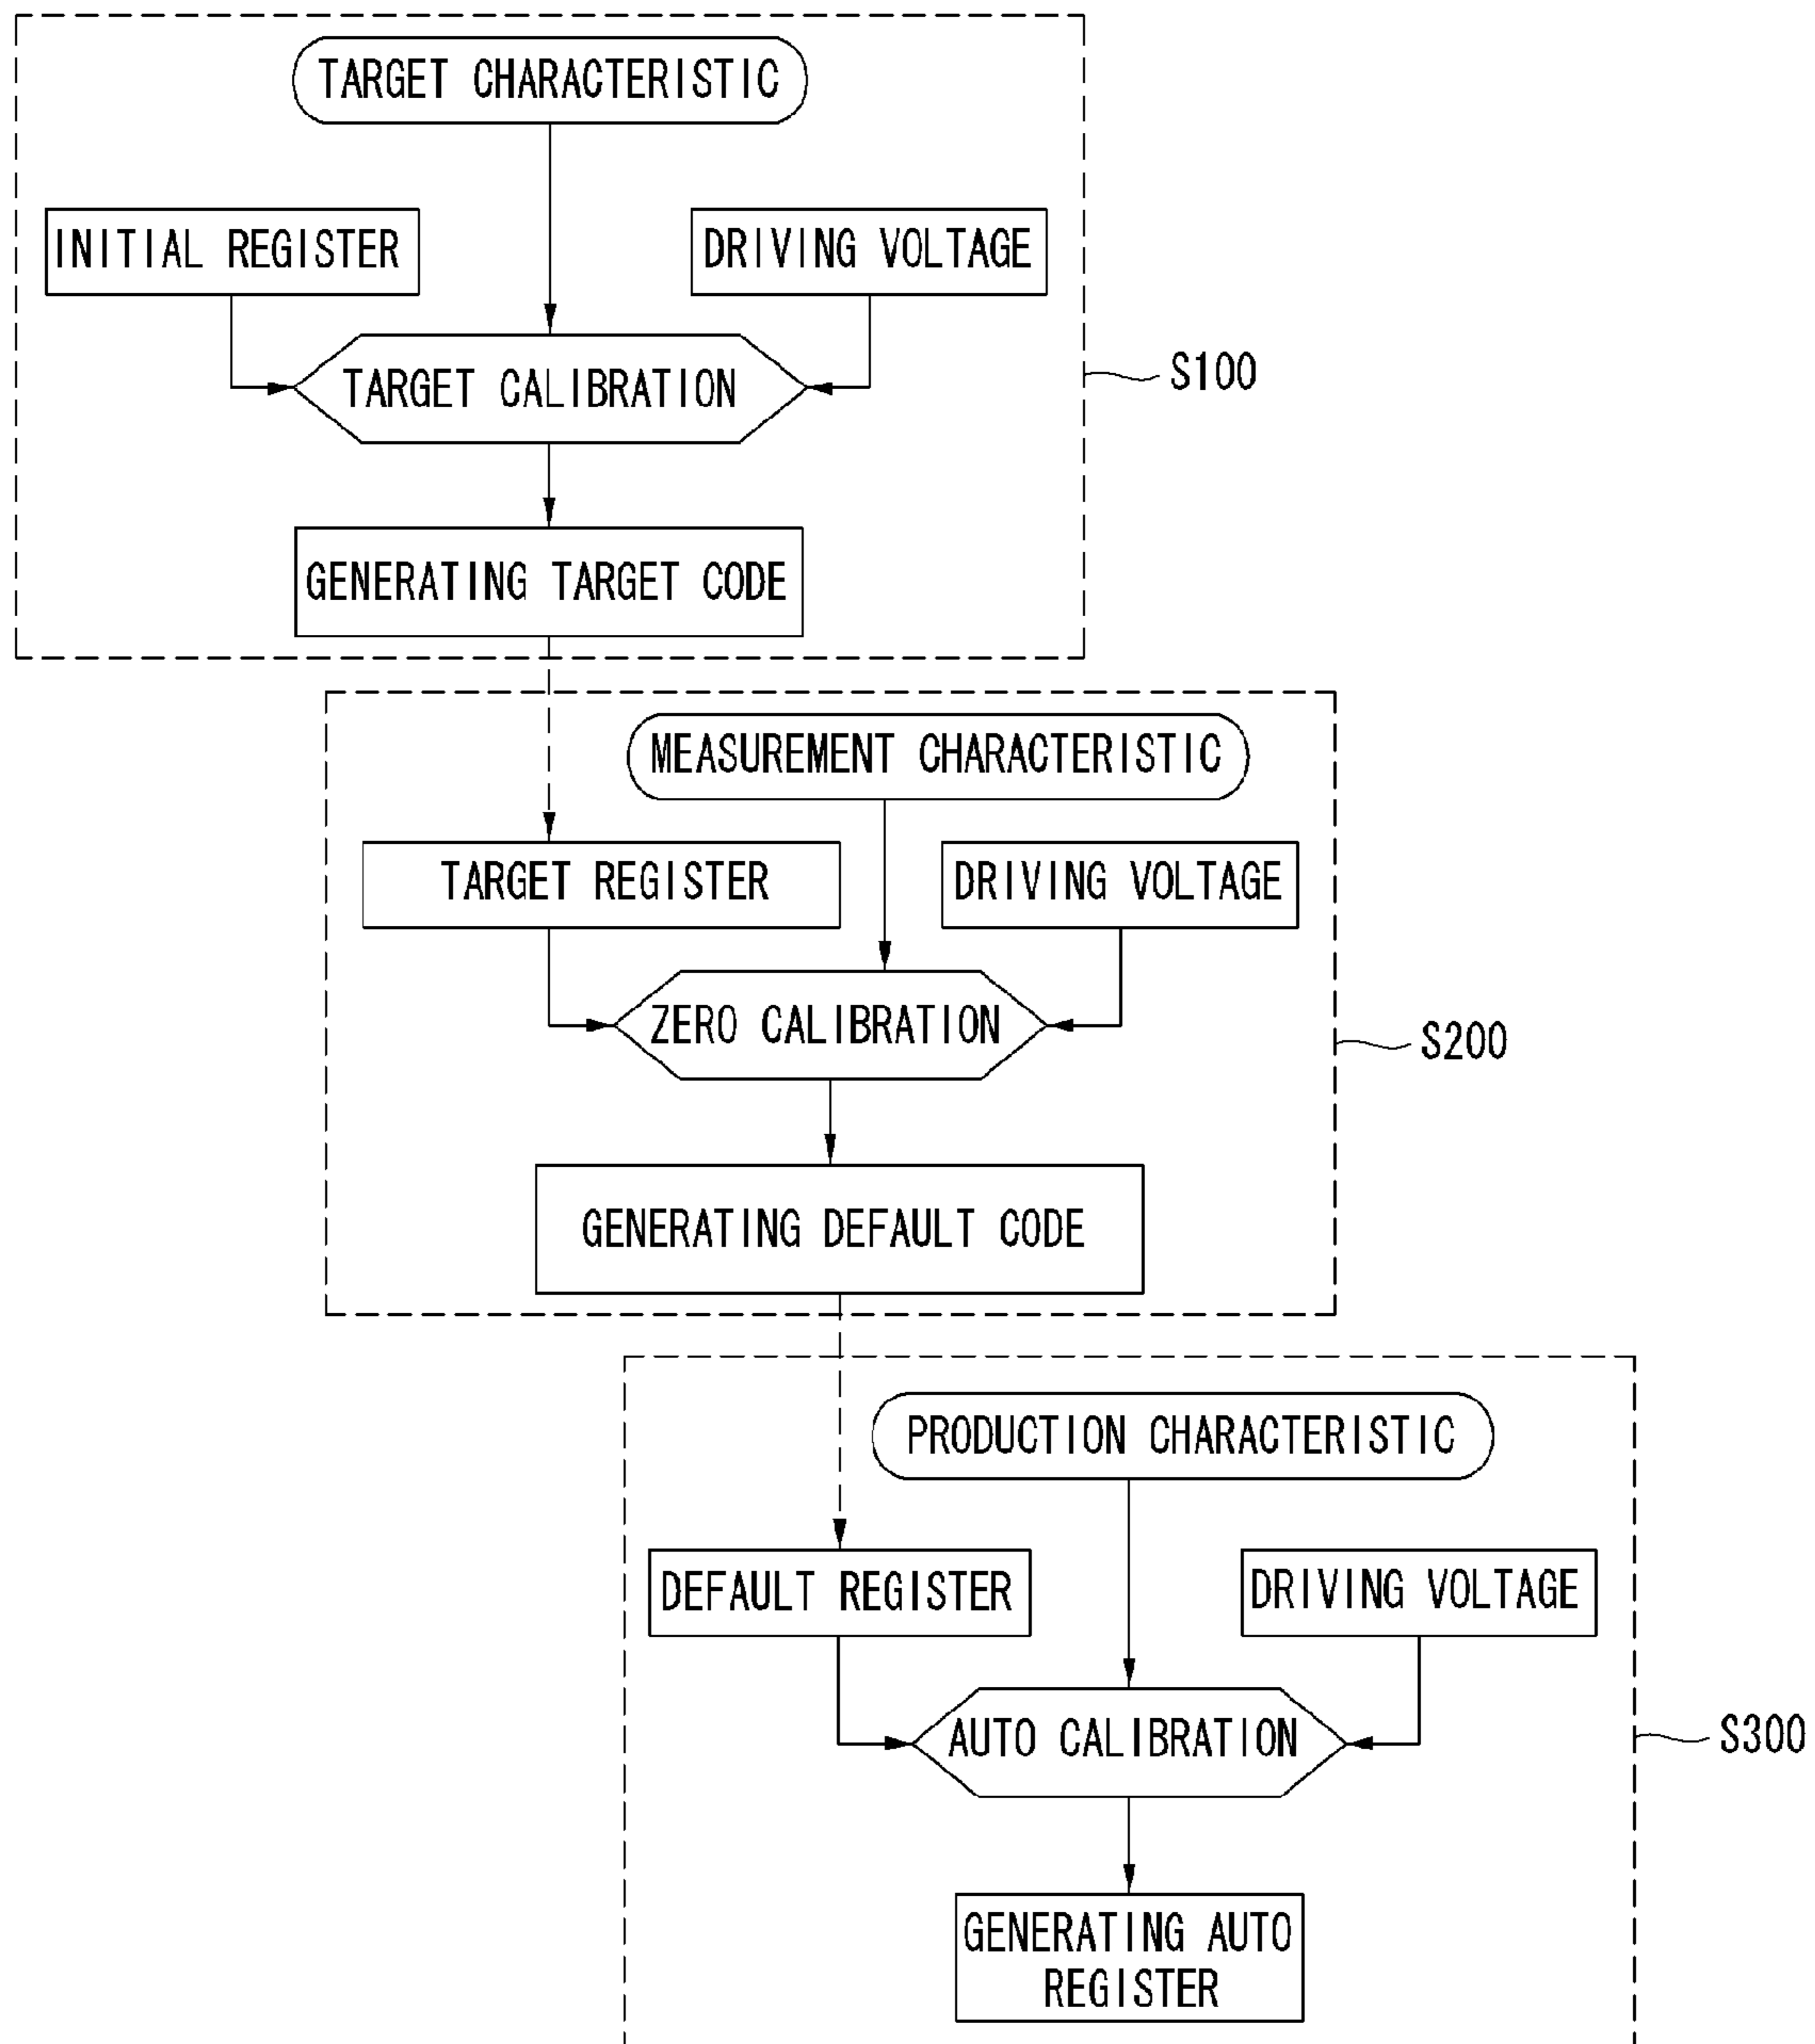 TARGET CHARACTERISTIC
INITIAL REGISTER
DRIVING VOLTAGE
TARGET CALIBRATION
S100
GENERATING TARGET CODE
MEASUREMENT CHARACTERISTIC
TARGET REGISTER
DRIVING VOLTAGE
ZERO CALIBRATION
S200
GENERATING DEFAULT CODE
PRODUCTION CHARACTERISTIC
DEFAULT REGISTER
DRIVING VOLTAGE
AUTO CALIBRATION
S300
GENERATING AUTO
REGISTER